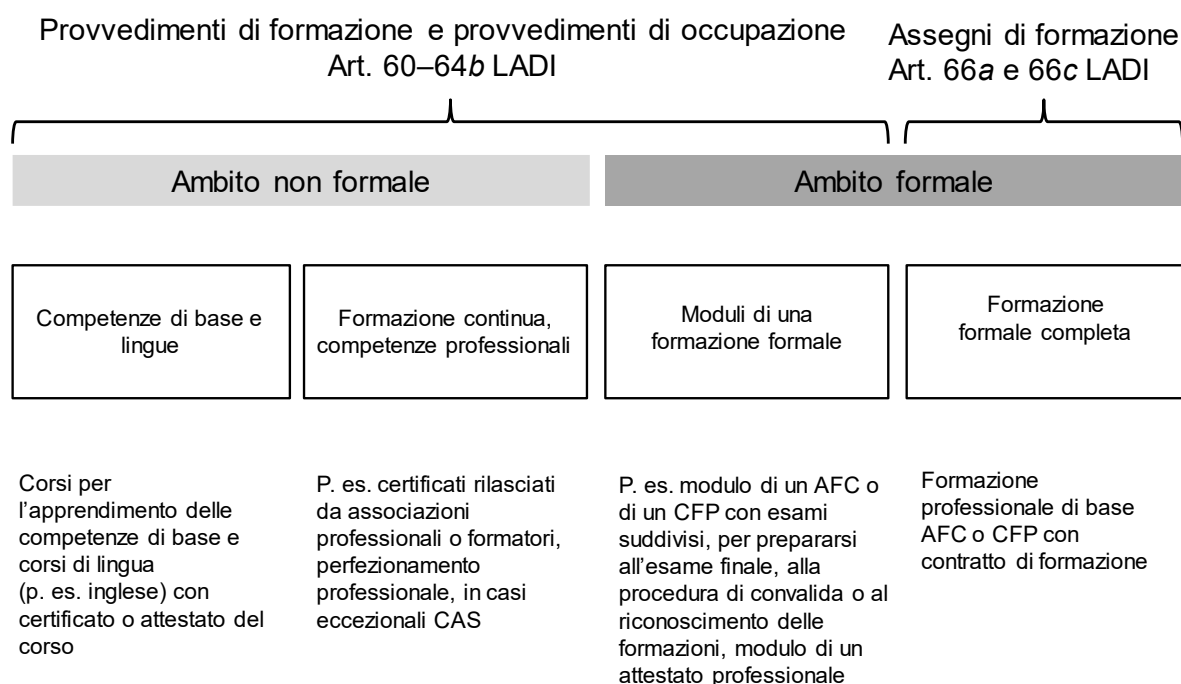 Provvedimenti di formazione e provvedimenti di occupazione
Art. 60–64b LADI
Assegni di formazione
Art. 66a e 66c LADI
Ambito non formale
Ambito formale
Competenze di base e
lingue
Formazione continua,
competenze professionali
Moduli di una
formazione formale
Formazione
formale completa
Corsi per
l'apprendimento delle
competenze di base e
corsi di lingua
(p. es. inglese) con
certificato o attestato del
corso
P. es. certificati rilasciati
da associazioni
professionali o formatori,
perfezionamento
professionale, in casi
eccezionali CAS
P. es. modulo di un AFC o
di un CFP con esami
suddivisi, per prepararsi
all'esame finale, alla
procedura di convalida o al
riconoscimento delle
formazioni, modulo di un
attestato professionale
Formazione
professionale di base
AFC o CFP con
contratto di formazione